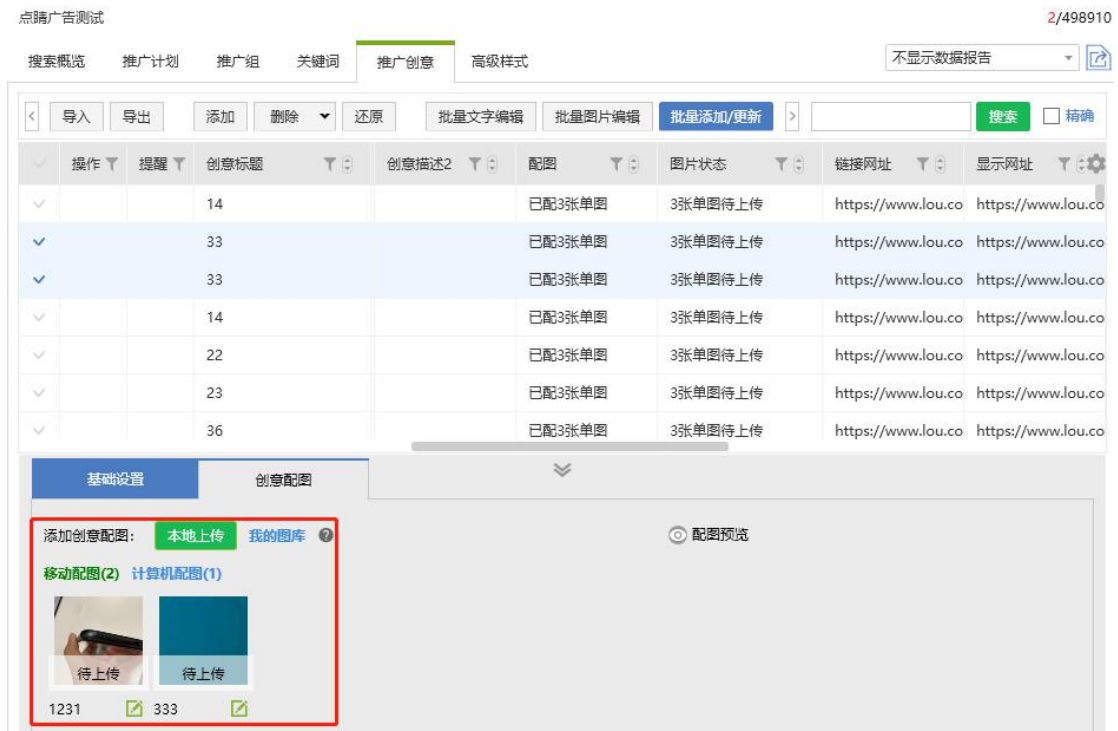 点睛广告测试 2/498910
搜索概览 推广计划 推广组 关键词 推广创意 高级样式 不显示数据报告
< 导入 导出 添加 删除 还原 批量文字编辑 批量图片编辑 批量添加/更新 > 搜索 精确
操作 提醒 创意标题 创意描述2 配图 图片状态 链接网址 显示网址
14 已配3张单图 3张单图待上传 https://www.lou.co https://www.lou.co
33 已配3张单图 3张单图待上传 https://www.lou.co https://www.lou.co
33 已配3张单图 3张单图待上传 https://www.lou.co https://www.lou.co
14 已配3张单图 3张单图待上传 https://www.lou.co https://www.lou.co
22 已配3张单图 3张单图待上传 https://www.lou.co https://www.lou.co
23 已配3张单图 3张单图待上传 https://www.lou.co https://www.lou.co
36 已配3张单图 3张单图待上传 https://www.lou.co https://www.lou.co
基础设置 创意配图
添加创意配图: 本地上传 我的图库 ? 配图预览
移动配图(2) 计算机配图(1)
待上传 待上传
1231 333